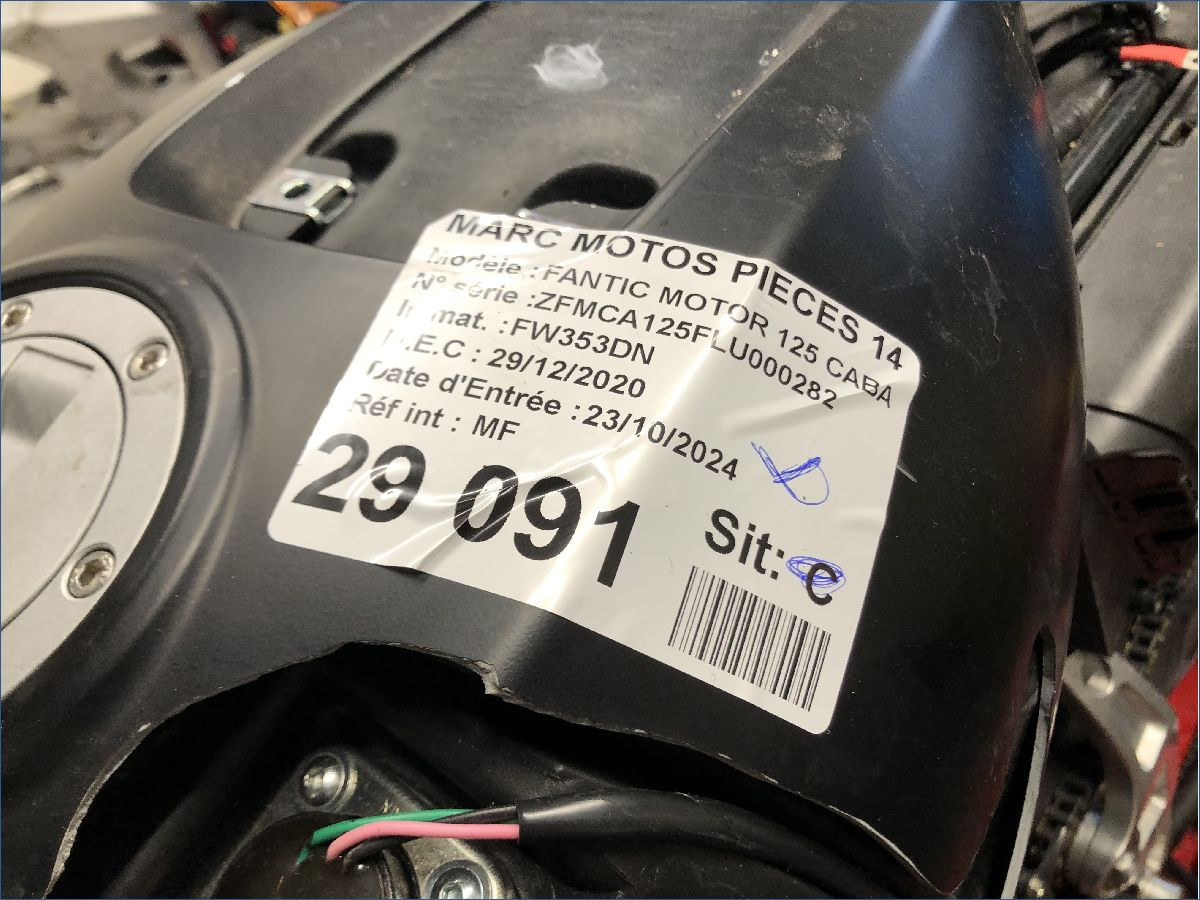 MARC MOTOS PIECES 14
Modèle : FANTIC MOTOR 125 CABA
N° série :ZFMCA125FLU000282
Immat. :FW353DN
D.E.C : 29/12/2020
Date d'Entrée : 23/10/2024
Réf int : MF
29 091
Sit: C